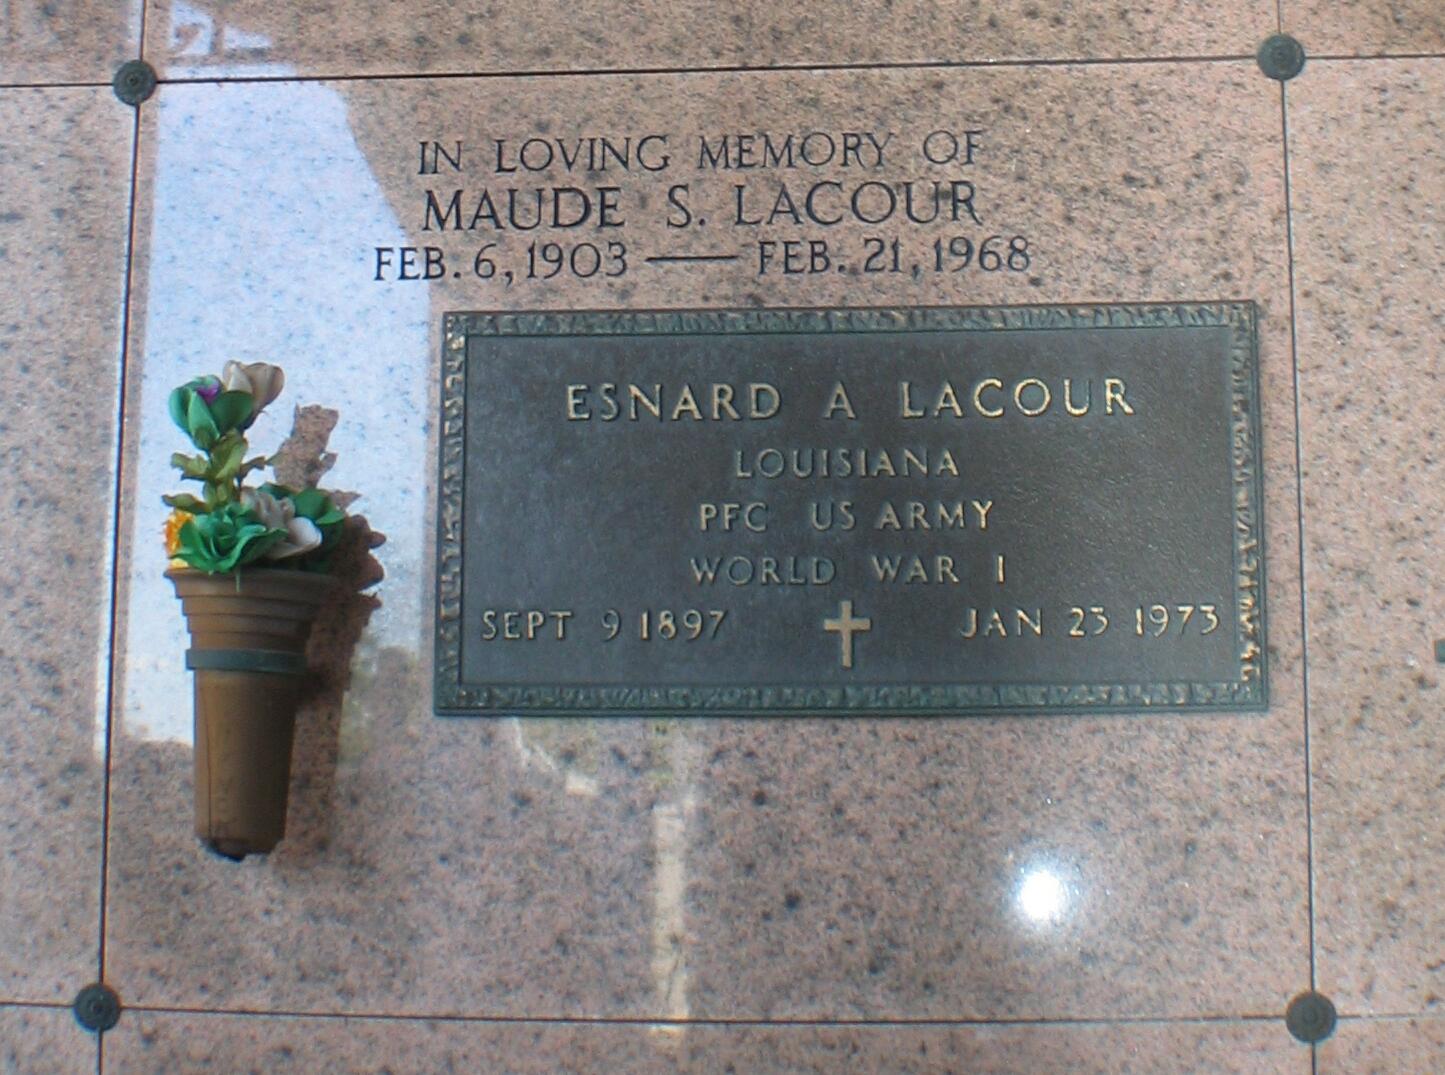 IN LOVING MEMORY OF
MAUDE S. LACOUR
FEB. 6, 1903 — FEB. 21, 1968
ESNARD A LACOUR
LOUISIANA
PFC US ARMY
WORLD WAR I
SEPT 9 1897 JAN 23 1973